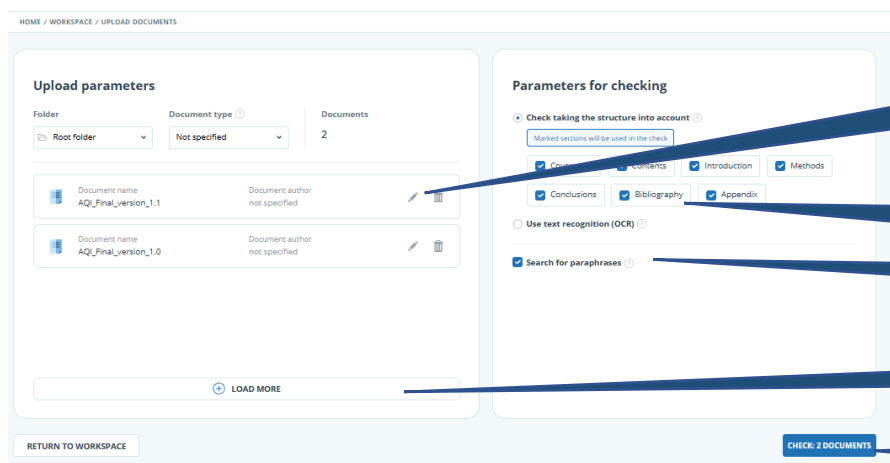 HOME / WORKSPACE / UPLOAD DOCUMENTS
Upload parameters
Folder
Document type
Documents
Root folder
Not specified
2
Document name
Document author
AQI_Final_version_1.1
not specified
Document name
Document author
AQI_Final_version_1.0
not specified
LOAD MORE
RETURN TO WORKSPACE
Parameters for checking
Check taking the structure into account
Marked sections will be used in the check
Contents
Introduction
Methods
Conclusions
Bibliography
Appendix
Use text recognition (OCR)
Search for paraphrases
CHECK: 2 DOCUMENTS